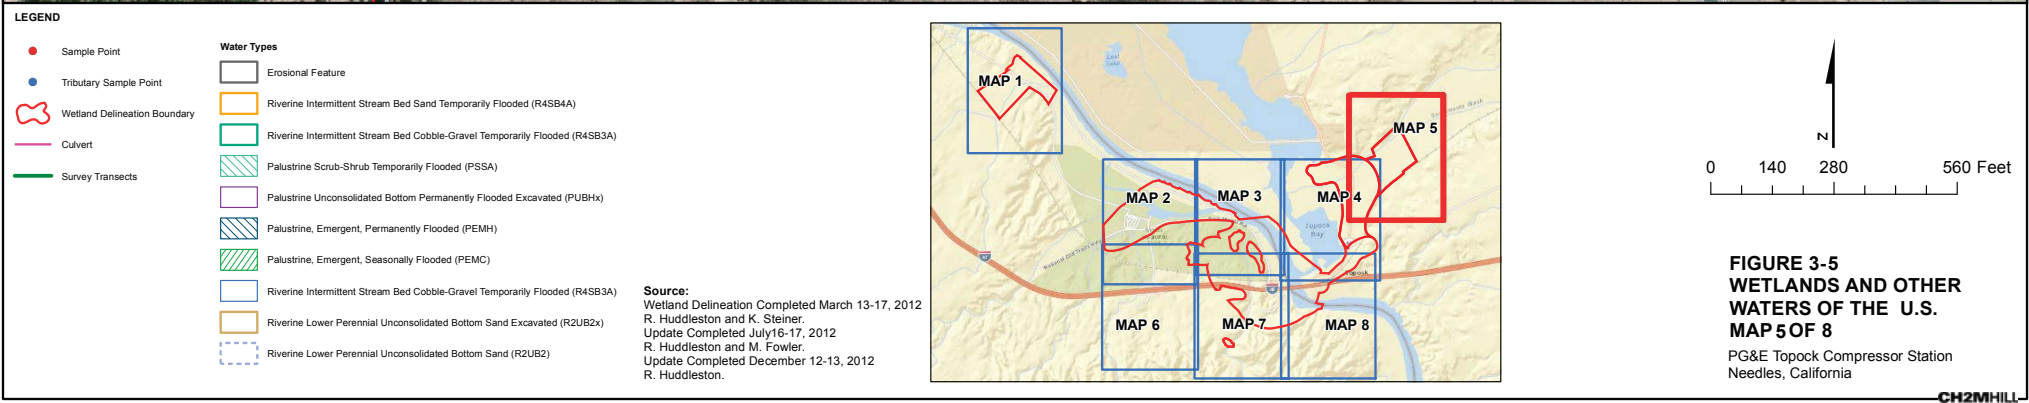 LEGEND
Sample Point
Tributary Sample Point
Wetland Delineation Boundary
Culvert
Survey Transects
Water Types
Erosional Feature
Riverine Intermittent Stream Bed Sand Temporarily Flooded (R4SB4A)
Riverine Intermittent Stream Bed Cobble-Gravel Temporarily Flooded (R4SB3A)
Palustrine Scrub-Shrub Temporarily Flooded (PSSA)
Palustrine Unconsolidated Bottom Permanently Flooded Excavated (PUBHx)
Palustrine, Emergent, Permanently Flooded (PEMH)
Palustrine, Emergent, Seasonally Flooded (PEMC)
Riverine Intermittent Stream Bed Cobble-Gravel Temporarily Flooded (R4SB3A)
Riverine Lower Perennial Unconsolidated Bottom Sand Excavated (R2UB2x)
Riverine Lower Perennial Unconsolidated Bottom Sand (R2UB2)
Source:
Wetland Delineation Completed March 13-17, 2012
R. Huddleston and K. Steiner.
Update Completed July16-17, 2012
R. Huddleston and M. Fowler.
Update Completed December 12-13, 2012
R. Huddleston.
MAP 1
MAP 5
MAP 2
MAP 3
MAP 4
Topock
Bay
Topock
MAP 6
MAP 7
MAP 8
N
0 140 280 560 Feet
FIGURE 3-5
WETLANDS AND OTHER
WATERS OF THE U.S.
MAP 5 OF 8
PG&E Topock Compressor Station
Needles, California
CH2MHILL